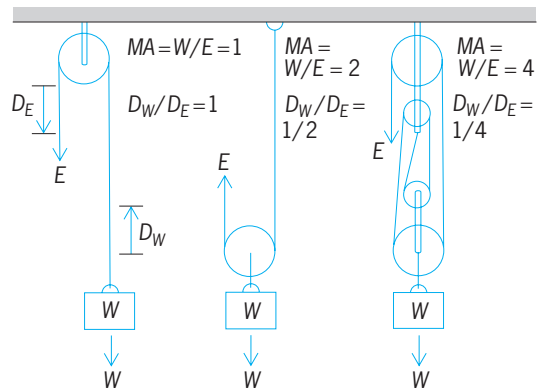 MA=W/E=1
D_W/D_E=1
D_E
E
D_W
W
W
MA=
W/E=2
D_W/D_E=
1/2
E
W
W
MA=
W/E=4
D_W/D_E=
1/4
E
W
W